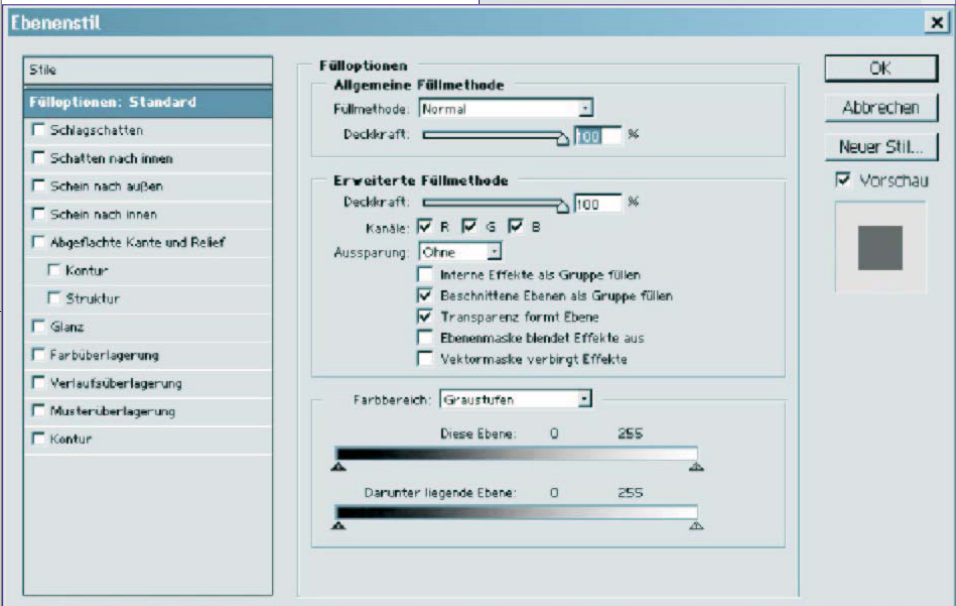 Ebenenstil
Stile
Fülloptionen: Standard
Schlagschatten
Schatten nach innen
Schein nach außen
Schein nach innen
Abgeflachte Kante und Relief
Kontur
Struktur
Glanz
Farbüberlagerung
Verlaufsüberlagerung
Musterüberlagerung
Kontur
Fülloptionen
Allgemeine Füllmethode
Füllmethode: Normal
Deckkraft: 100 %
Erweiterte Füllmethode
Deckkraft: 100 %
Kanäle: R G B
Aussparung: Ohne
Interne Effekte als Gruppe füllen
Beschnittene Ebenen als Gruppe füllen
Transparenz formt Ebene
Ebenenmaske blendet Effekte aus
Vektormaske verbirgt Effekte
Farbbereich: Graustufen
Diese Ebene: 0 255
Darunter liegende Ebene: 0 255
OK
Abbrechen
Neuer Stil...
Vorschau